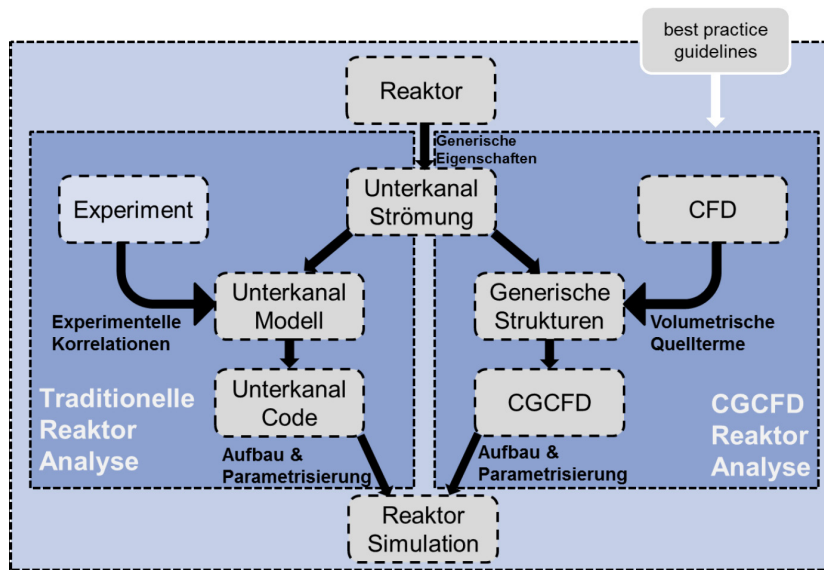 best practice
guidelines
Reaktor
Generische
Eigenschaften
Unterkanal
Strömung
Experiment
CFD
Unterkanal
Modell
Generische
Strukturen
Experimentelle
Korrelationen
Volumetrische
Quellterme
Unterkanal
Code
CGCFD
Traditionelle
Reaktor
Analyse
CGCFD
Reaktor
Analyse
Aufbau &
Parametrisierung
Aufbau &
Parametrisierung
Reaktor
Simulation